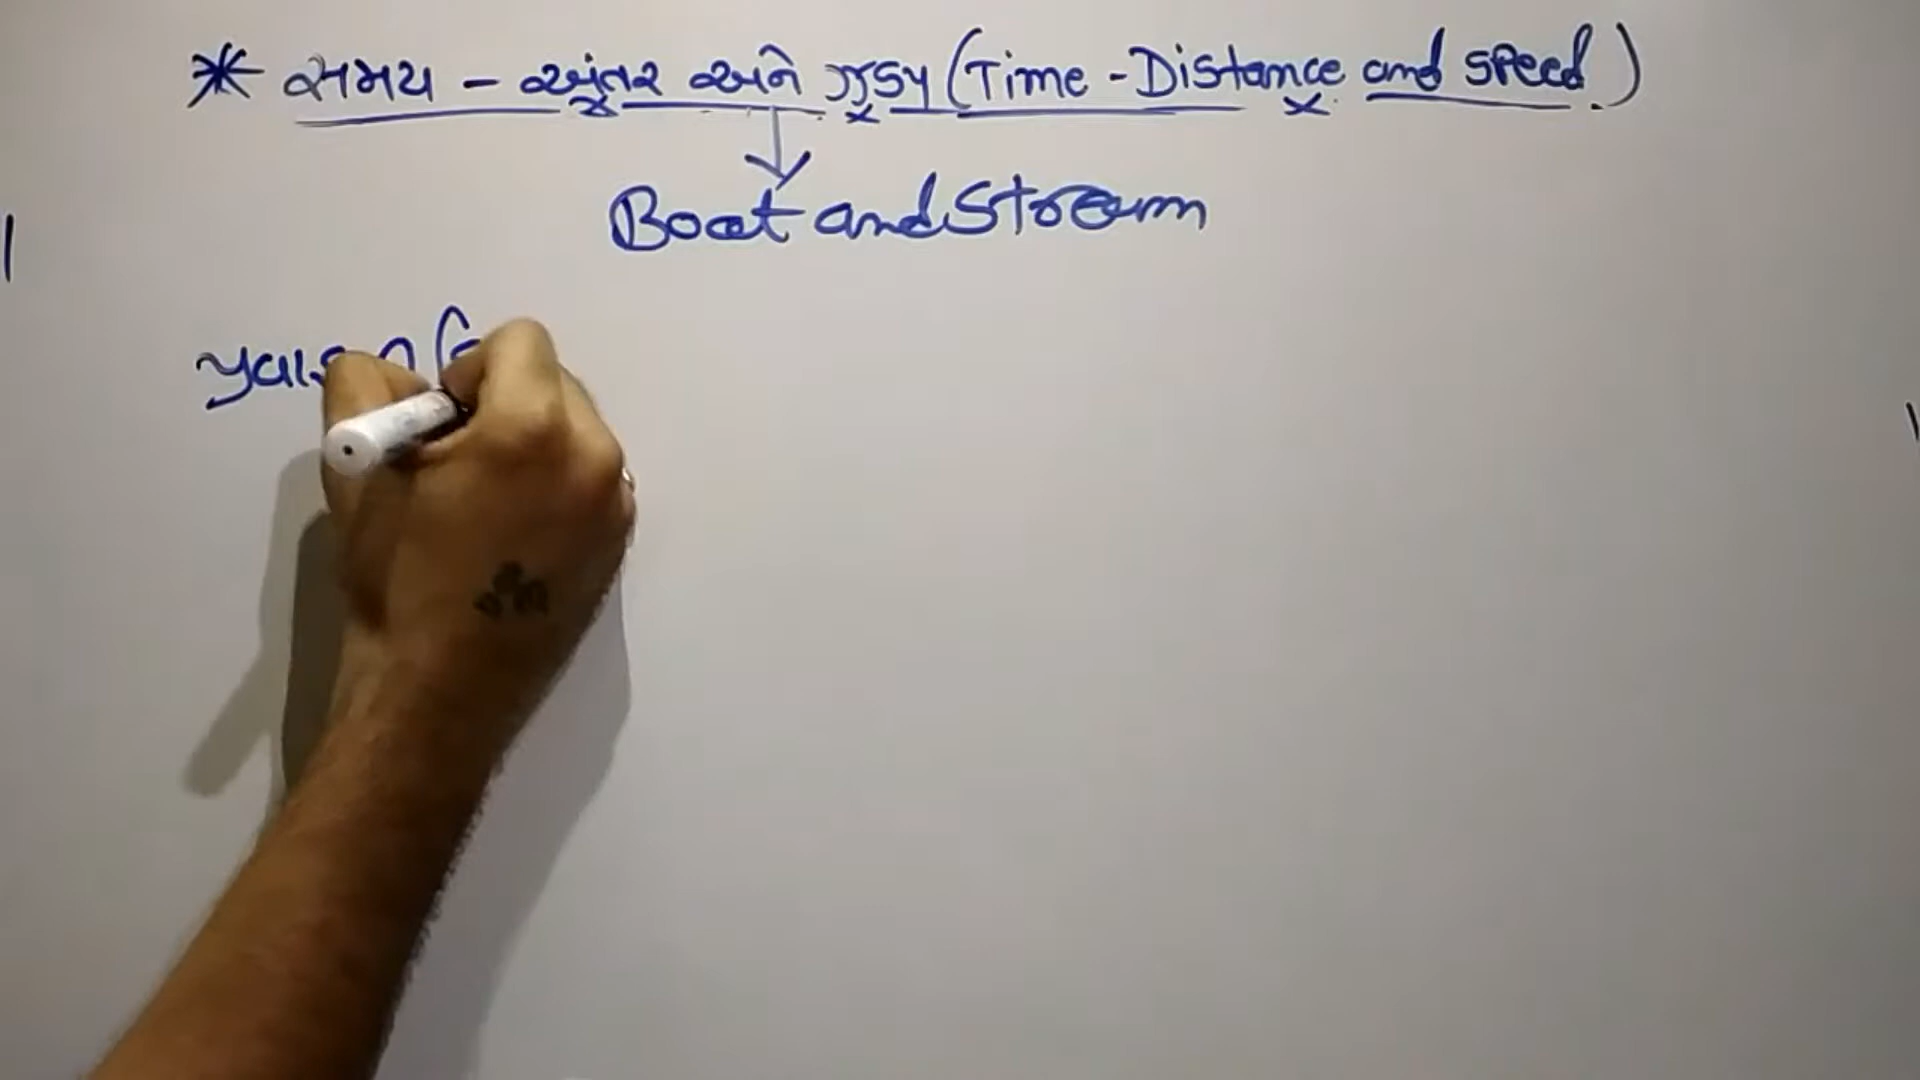 * સમય - અંતર અને ઝડપ (Time - Distance and speed.)
Boat and Stream